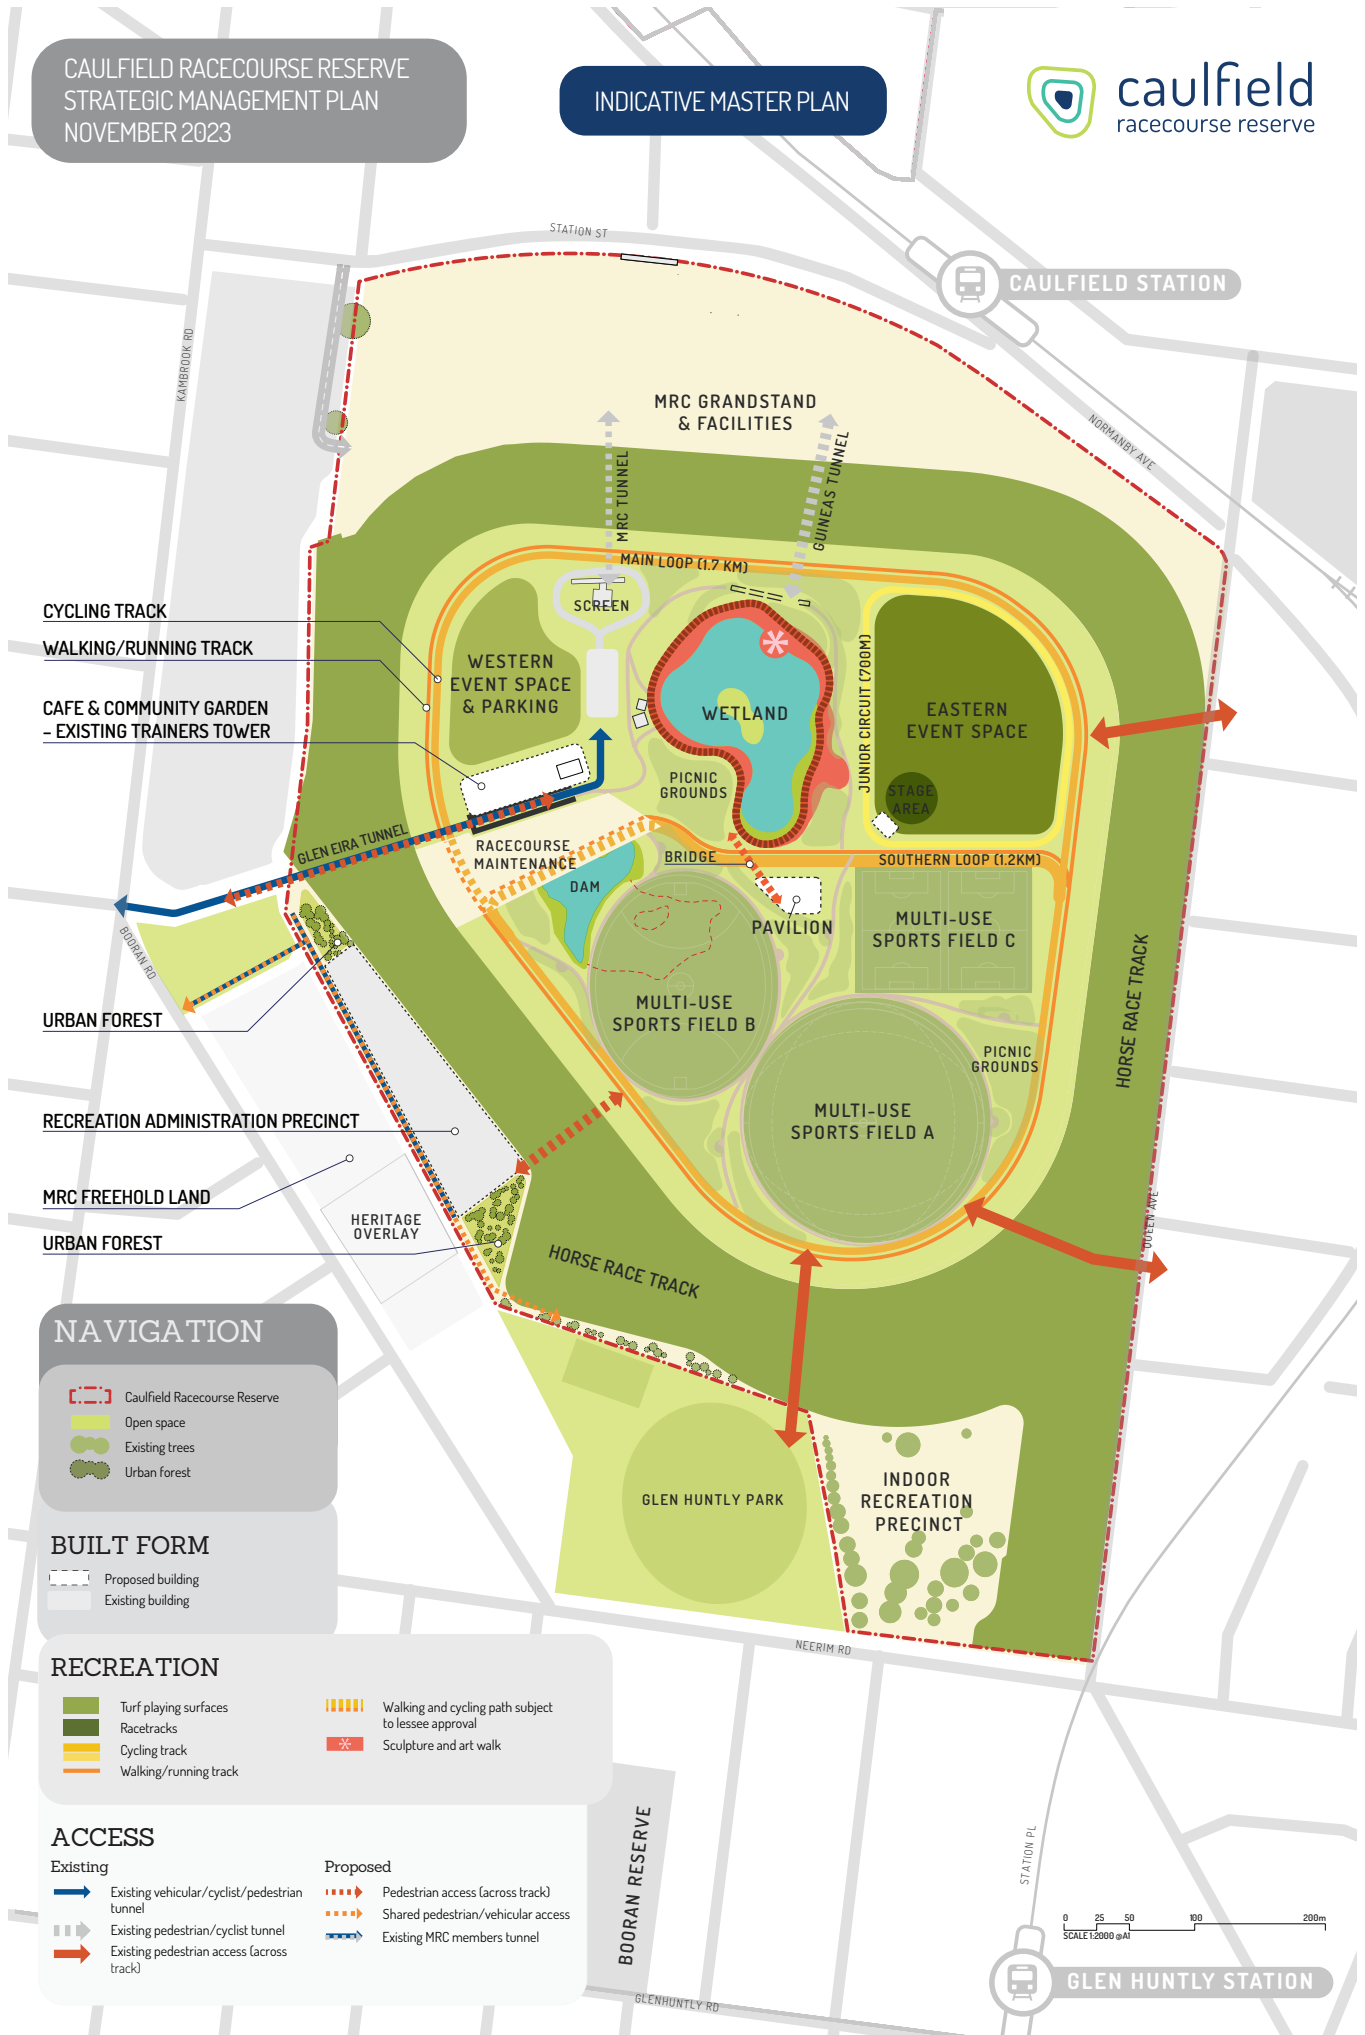 CAULFIELD RACECOURSE RESERVE
STRATEGIC MANAGEMENT PLAN
NOVEMBER 2023
INDICATIVE MASTER PLAN
caulfield
racecourse reserve
STATION ST
CAULFIELD STATION
KAMBROOK RD
MRC GRANDSTAND
& FACILITIES
NORMANBY AVE
MRC TUNNEL
GUINEAS TUNNEL
MAIN LOOP (1.7 KM)
SCREEN
CYCLING TRACK
WALKING/RUNNING TRACK
CAFE & COMMUNITY GARDEN
– EXISTING TRAINERS TOWER
WESTERN
EVENT SPACE
& PARKING
WETLAND
JUNIOR CIRCUIT (700M)
EASTERN
EVENT SPACE
PICNIC
GROUNDS
STAGE
AREA
GLEN EIRA TUNNEL
RACECOURSE
MAINTENANCE
BRIDGE
SOUTHERN LOOP (1.2KM)
DAM
PAVILION
MULTI-USE
SPORTS FIELD C
BOORAN RD
MULTI-USE
SPORTS FIELD B
HORSE RACE TRACK
URBAN FOREST
PICNIC
GROUNDS
RECREATION ADMINISTRATION PRECINCT
MULTI-USE
SPORTS FIELD A
MRC FREEHOLD LAND
HERITAGE
OVERLAY
URBAN FOREST
QUEEN AVE
HORSE RACE TRACK
GLEN HUNTLY PARK
INDOOR
RECREATION
PRECINCT
NEERIM RD
NAVIGATION
Caulfield Racecourse Reserve
Open space
Existing trees
Urban forest
BUILT FORM
Proposed building
Existing building
RECREATION
Turf playing surfaces
Racetracks
Cycling track
Walking/running track
Walking and cycling path subject
to lessee approval
Sculpture and art walk
ACCESS
Existing
Existing vehicular/cyclist/pedestrian
tunnel
Existing pedestrian/cyclist tunnel
Existing pedestrian access (across
track)
Proposed
Pedestrian access (across track)
Shared pedestrian/vehicular access
Existing MRC members tunnel
BOORAN RESERVE
GLENHUNTLY RD
STATION PL
0 25 50 100 200m
SCALE 1:2000 @A1
GLEN HUNTLY STATION